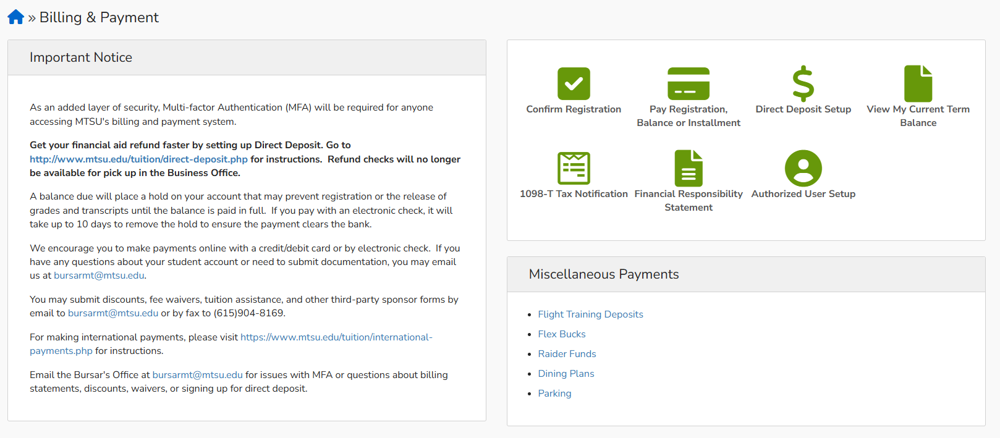 » Billing & Payment
Important Notice
As an added layer of security, Multi-factor Authentication (MFA) will be required for anyone
accessing MTSU's billing and payment system.
Get your financial aid refund faster by setting up Direct Deposit. Go to
http://www.mtsu.edu/tuition/direct-deposit.php for instructions.  Refund checks will no longer
be available for pick up in the Business Office.
A balance due will place a hold on your account that may prevent registration or the release of
grades and transcripts until the balance is paid in full.  If you pay with an electronic check, it will
take up to 10 days to remove the hold to ensure the payment clears the bank.
We encourage you to make payments online with a credit/debit card or by electronic check.  If you
have any questions about your student account or need to submit documentation, you may email
us at bursarmt@mtsu.edu.
You may submit discounts, fee waivers, tuition assistance, and other third-party sponsor forms by
email to bursarmt@mtsu.edu or by fax to (615)904-8169.
For making international payments, please visit https://www.mtsu.edu/tuition/international-
payments.php for instructions.
Email the Bursar's Office at bursarmt@mtsu.edu for issues with MFA or questions about billing
statements, discounts, waivers, or signing up for direct deposit.
Confirm Registration
Pay Registration,
Balance or Installment
Direct Deposit Setup
View My Current Term
Balance
1098-T Tax Notification
Financial Responsibility
Statement
Authorized User Setup
Miscellaneous Payments
• Flight Training Deposits
• Flex Bucks
• Raider Funds
• Dining Plans
• Parking